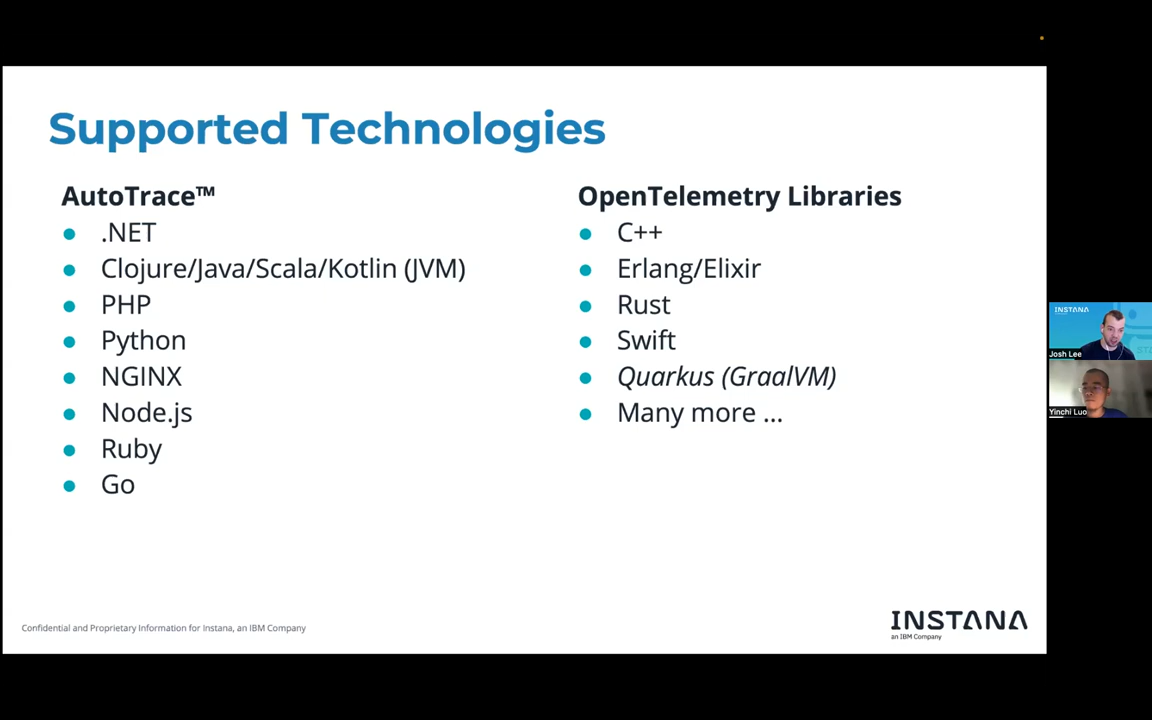 Supported Technologies
AutoTrace™
.NET
Clojure/Java/Scala/Kotlin (JVM)
PHP
Python
NGINX
Node.js
Ruby
Go
OpenTelemetry Libraries
C++
Erlang/Elixir
Rust
Swift
Quarkus (GraalVM)
Many more ...
Confidential and Proprietary Information for Instana, an IBM Company
INSTANA
an IBM Company
INSTANA
Josh Lee
Yinchi Luo